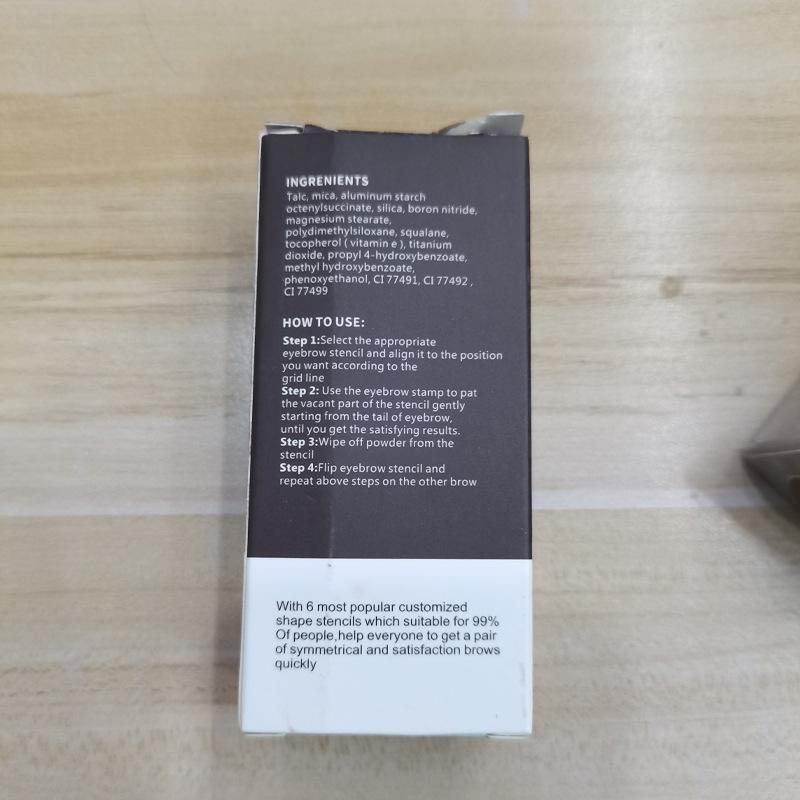 INGRENIENTS
Talc, mica, aluminum starch
octenylsuccinate, silica, boron nitride,
magnesium stearate,
polydimethylsiloxane, squalane,
tocopherol ( vitamin e ), titanium
dioxide, propyl 4-hydroxybenzoate,
methyl hydroxybenzoate,
phenoxyethanol, CI 77491, CI 77492 ,
CI 77499
HOW TO USE:
Step 1:Select the appropriate
eyebrow stencil and align it to the position
you want according to the
grid line
Step 2: Use the eyebrow stamp to pat
the vacant part of the stencil gently
starting from the tail of eyebrow,
until you get the satisfying results.
Step 3:Wipe off powder from the
stencil
Step 4:Flip eyebrow stencil and
repeat above steps on the other brow
With 6 most popular customized
shape stencils which suitable for 99%
Of people,help everyone to get a pair
of symmetrical and satisfaction brows
quickly